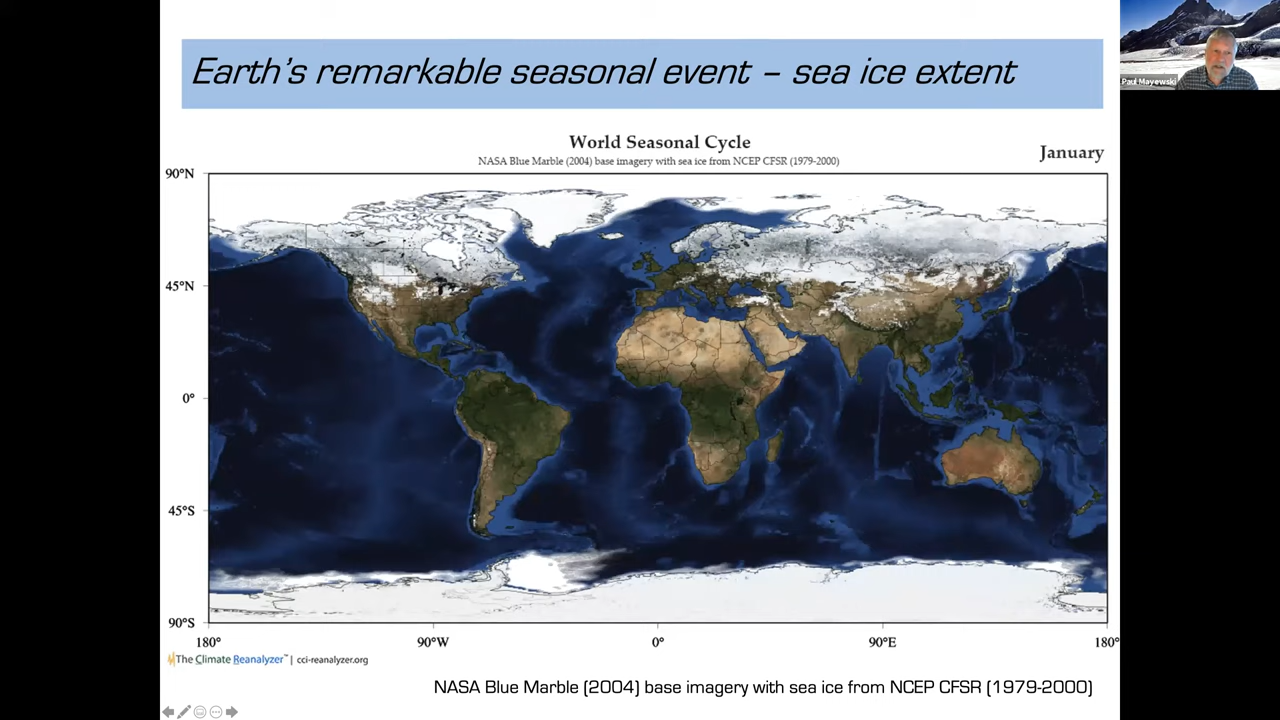 Earth's remarkable seasonal event – sea ice extent
Paul Mayewski
World Seasonal Cycle
NASA Blue Marble (2004) base imagery with sea ice from NCEP CFSR (1979-2000)
January
90°N
45°N
0°
45°S
90°S
180°
90°W
0°
90°E
180°
The Climate Reanalyzer™ | cci-reanalyzer.org
NASA Blue Marble (2004) base imagery with sea ice from NCEP CFSR (1979-2000)